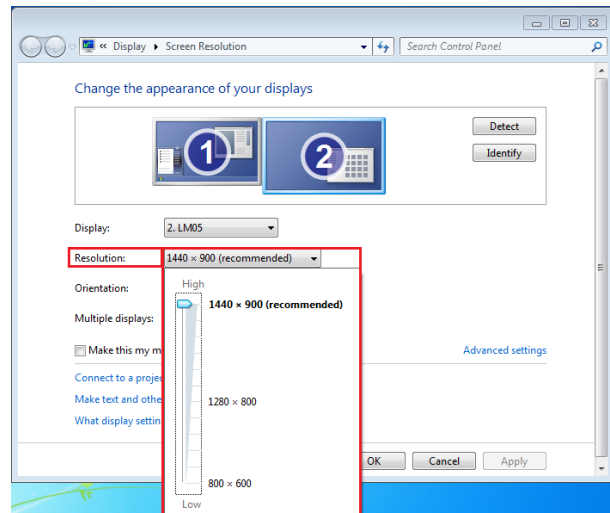 « Display ▸ Screen Resolution
Search Control Panel
Change the appearance of your displays
1
2
Detect
Identify
Display:
2. LM05
Resolution:
1440 × 900 (recommended)
Orientation:
High
1440 × 900 (recommended)
Multiple displays:
Make this my m
Advanced settings
Connect to a proje
Make text and othe
1280 × 800
What display settin
OK
Cancel
Apply
800 × 600
Low